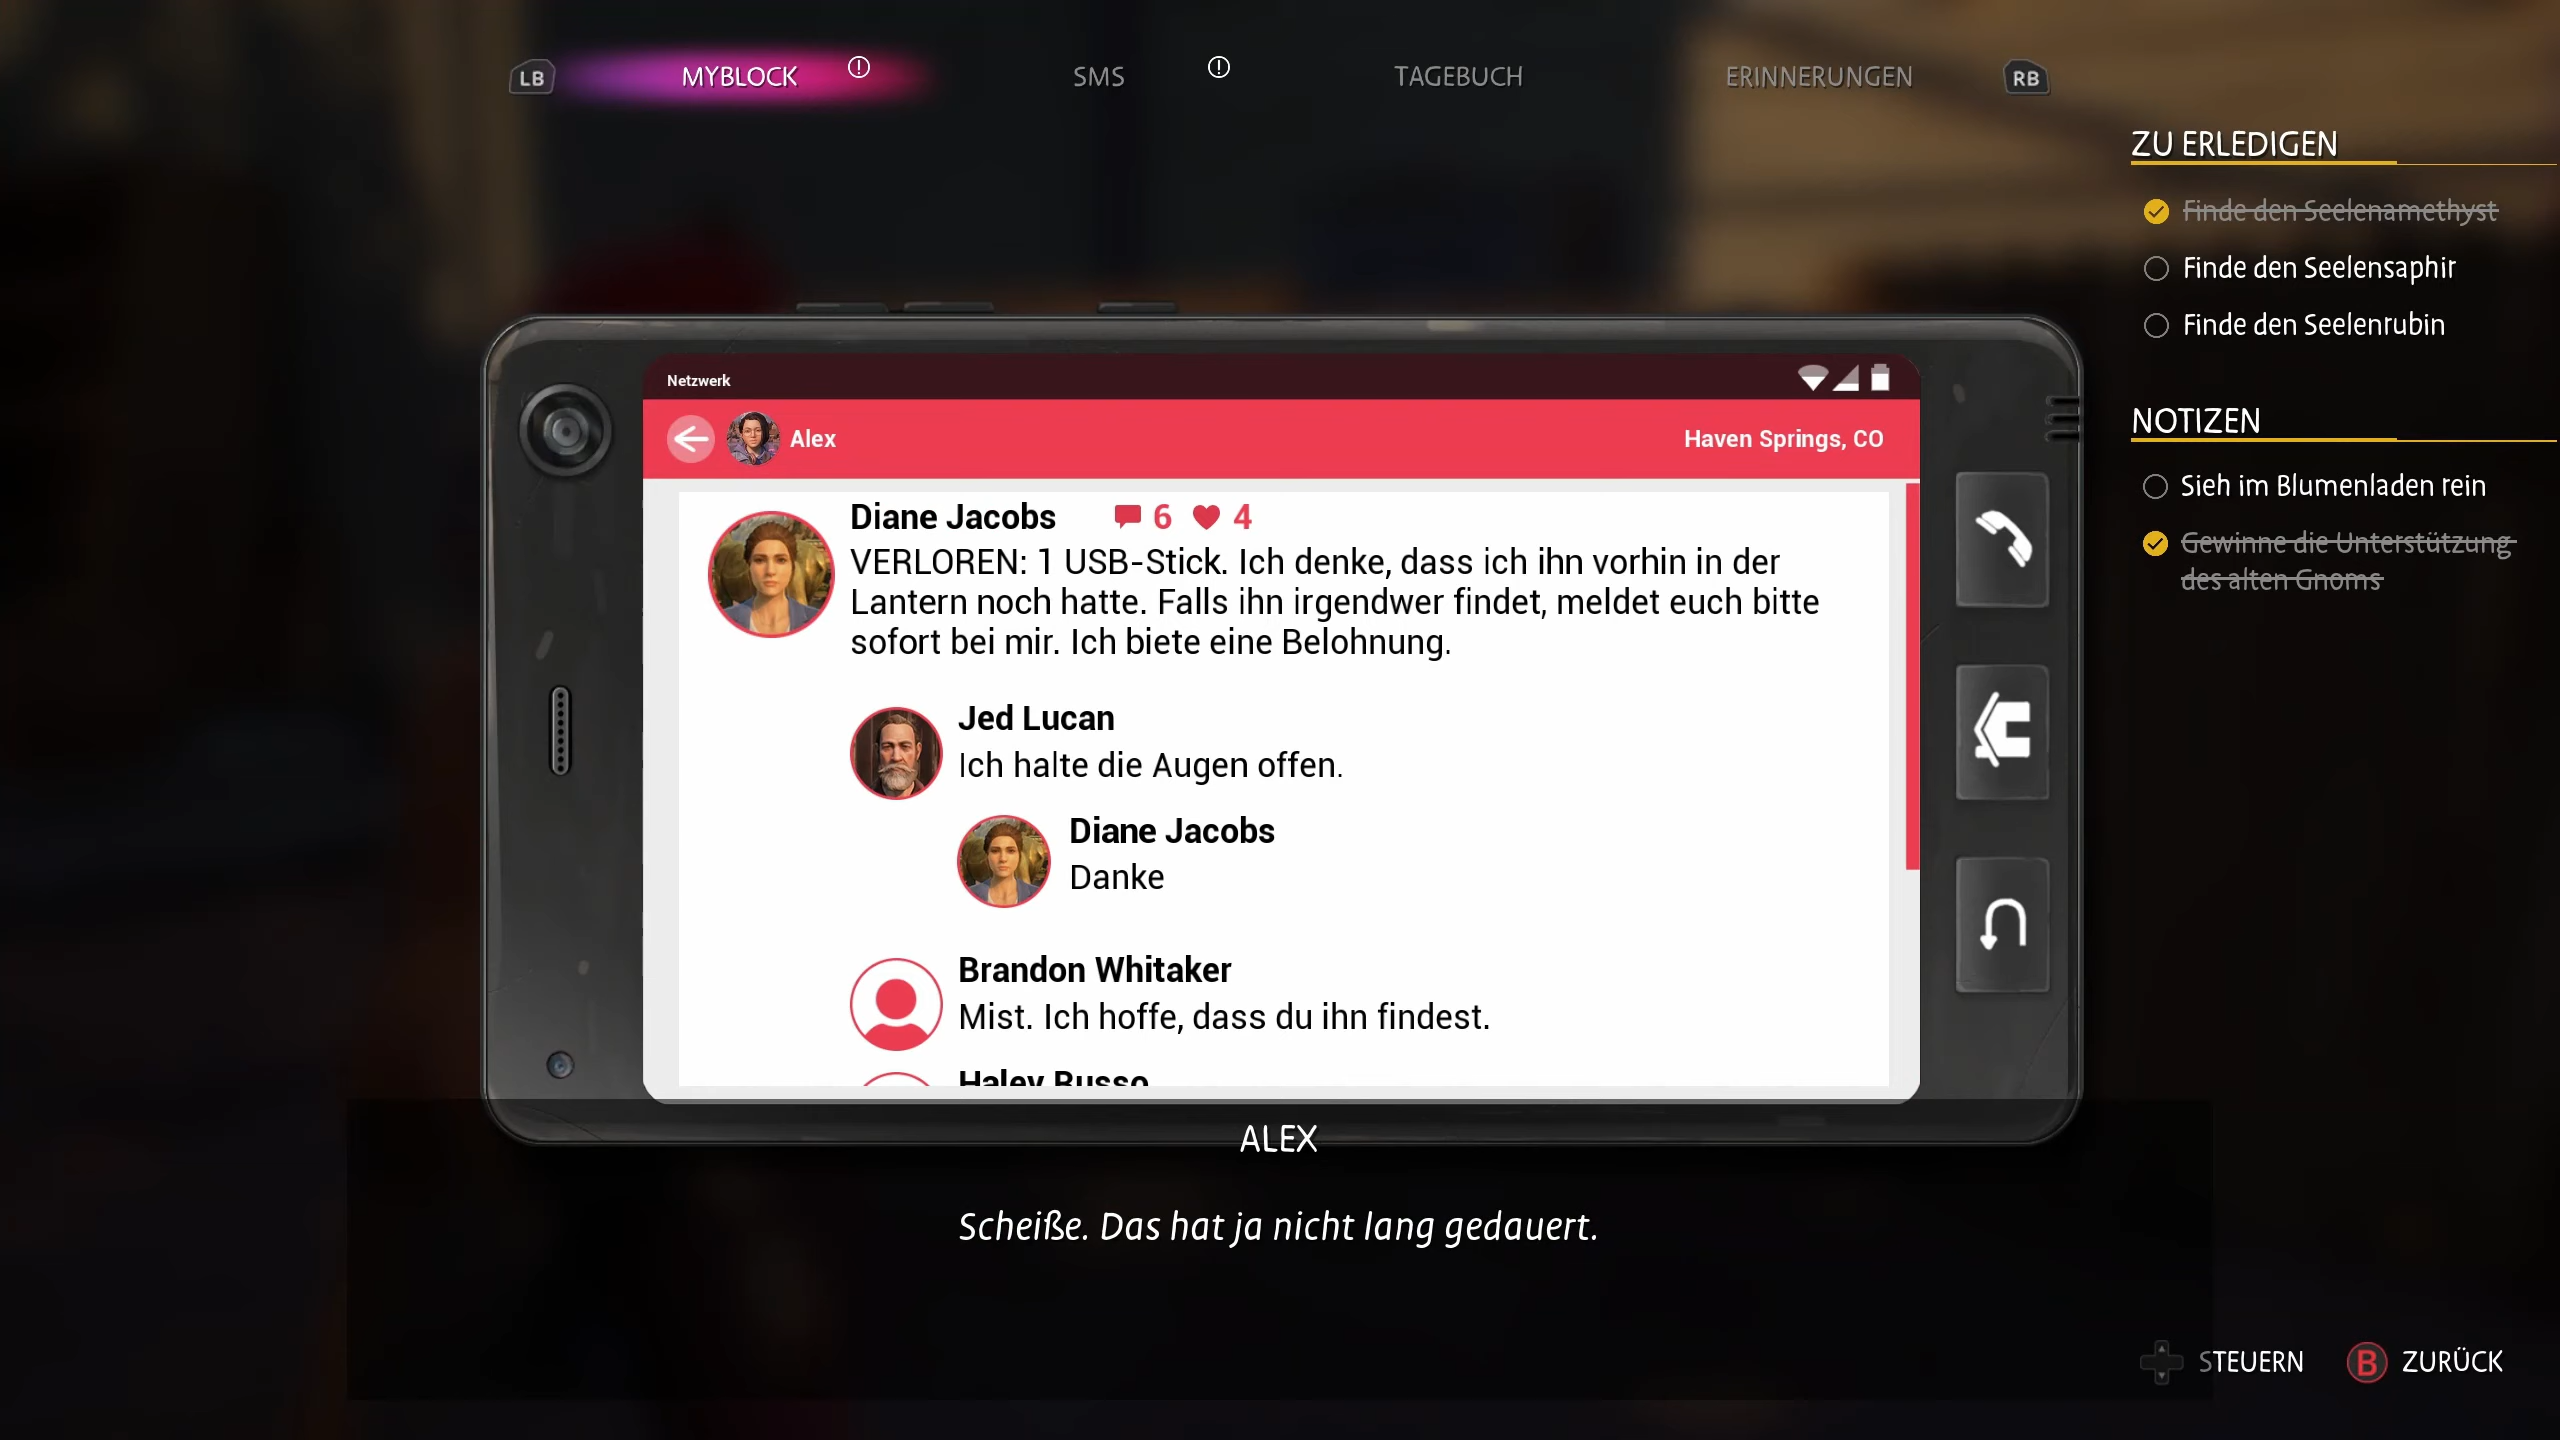 LB
MYBLOCK
SMS
TAGEBUCH
ERINNERUNGEN
RB
ZU ERLEDIGEN
Finde den Seelenamethyst
Finde den Seelensaphir
Finde den Seelenrubin
NOTIZEN
Sieh im Blumenladen rein
Gewinne die Unterstützung
des alten Gnoms
Netzwerk
Alex
Haven Springs, CO
Diane Jacobs 6 4
VERLOREN: 1 USB-Stick. Ich denke, dass ich ihn vorhin in der
Lantern noch hatte. Falls ihn irgendwer findet, meldet euch bitte
sofort bei mir. Ich biete eine Belohnung.
Jed Lucan
Ich halte die Augen offen.
Diane Jacobs
Danke
Brandon Whitaker
Mist. Ich hoffe, dass du ihn findest.
Haley Russo
ALEX
Scheiße. Das hat ja nicht lang gedauert.
STEUERN
B ZURÜCK